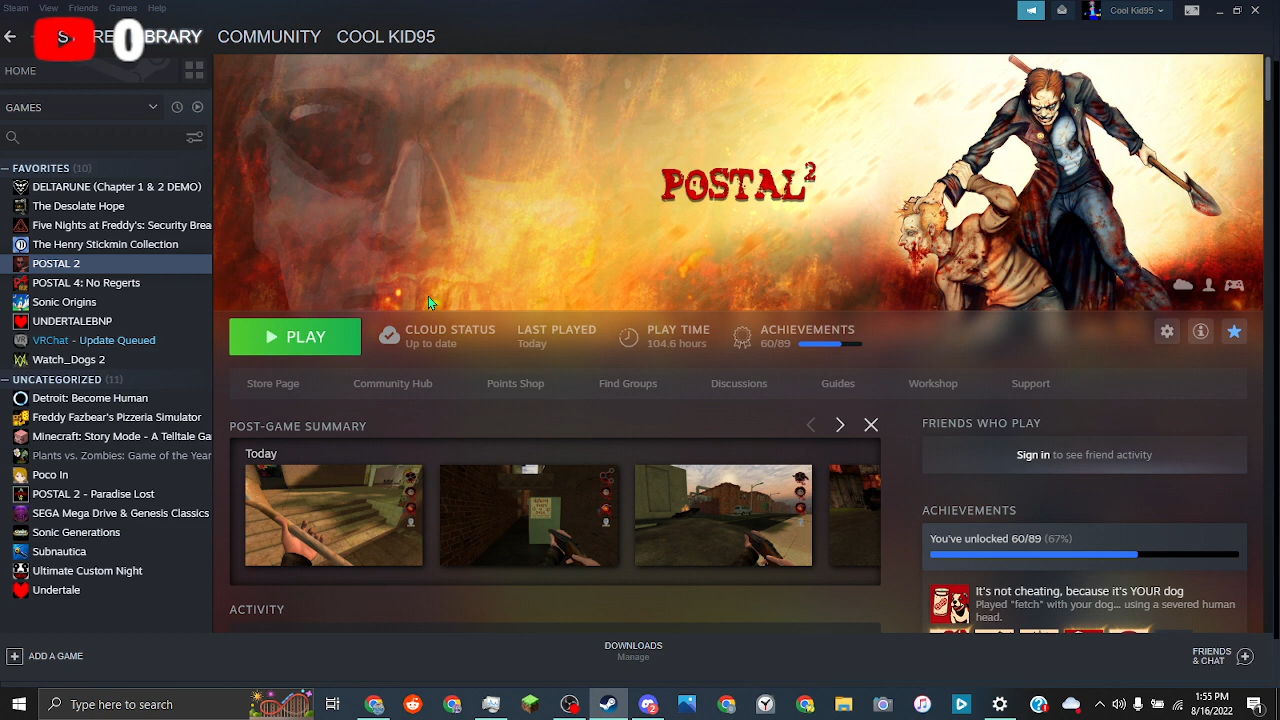 Steam View Friends Games Help
Cool Kid95
S RE 0 BRARY COMMUNITY COOL KID95
HOME
GAMES
FAVORITES (10)
DELTARUNE (Chapter 1 & 2 DEMO)
The Desolate Hope
Five Nights at Freddy's: Security Brea
The Henry Stickmin Collection
POSTAL 2
POSTAL 4: No Regerts
Sonic Origins
UNDERTALEBNP
VRChat - Update Queued
Watch_Dogs 2
UNCATEGORIZED (11)
Detroit: Become Human
Freddy Fazbear's Pizzeria Simulator
Minecraft: Story Mode - A Telltale Ga
Plants vs. Zombies: Game of the Year
Poco In
POSTAL 2 - Paradise Lost
SEGA Mega Drive & Genesis Classics
Sonic Generations
Subnautica
Ultimate Custom Night
Undertale
POSTAL 2
PLAY
CLOUD STATUS
Up to date
LAST PLAYED
Today
PLAY TIME
104.6 hours
ACHIEVEMENTS
60/89
Store Page Community Hub Points Shop Find Groups Discussions Guides Workshop Support
POST-GAME SUMMARY
Today
ACTIVITY
FRIENDS WHO PLAY
Sign in to see friend activity
ACHIEVEMENTS
You've unlocked 60/89 (67%)
It's not cheating, because it's YOUR dog
Played "fetch" with your dog... using a severed human
head.
ADD A GAME
DOWNLOADS
Manage
FRIENDS
& CHAT
Type here to search
1:55 PM
8/16/2022